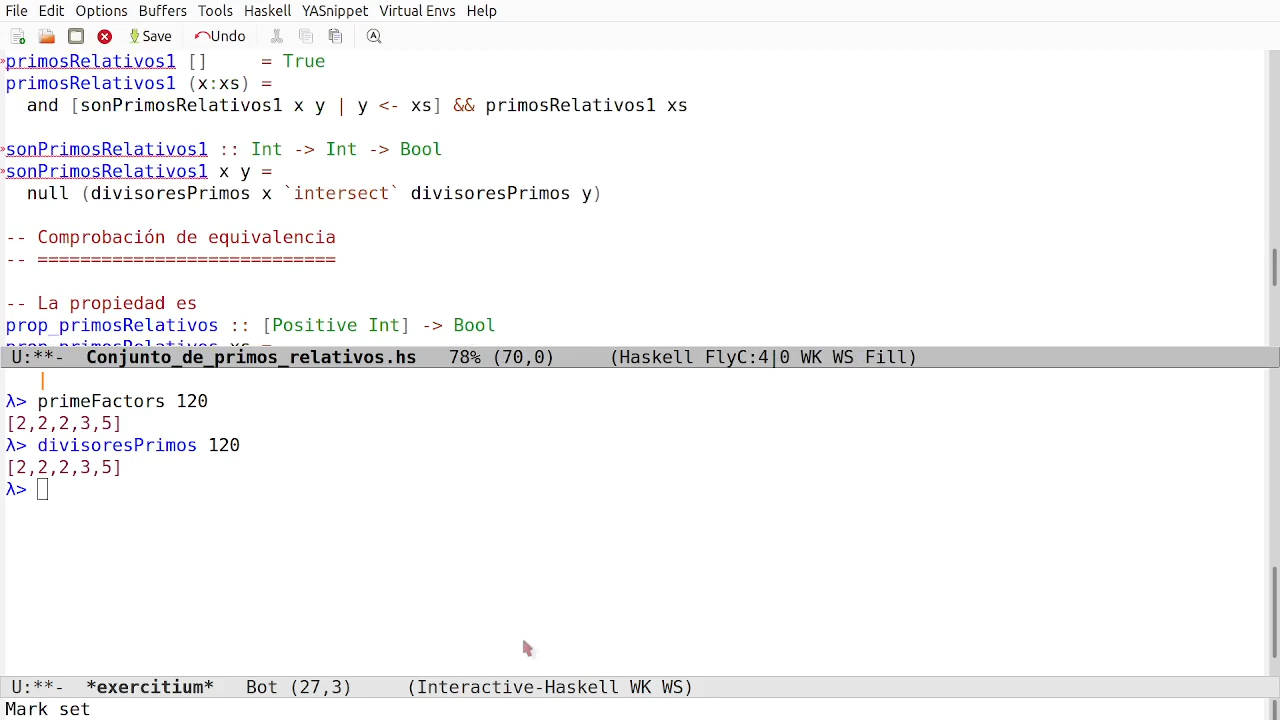 File Edit Options Buffers Tools Haskell YASnippet Virtual Envs Help
Save Undo
primosRelativos1 []     = True
primosRelativos1 (x:xs) =
  and [sonPrimosRelativos1 x y | y <- xs] && primosRelativos1 xs
sonPrimosRelativos1 :: Int -> Int -> Bool
sonPrimosRelativos1 x y =
  null (divisoresPrimos x `intersect` divisoresPrimos y)
-- Comprobación de equivalencia
-- ============================
-- La propiedad es
prop_primosRelativos :: [Positive Int] -> Bool
prop_primosRelativos xs =
U:**-  Conjunto_de_primos_relativos.hs   78% (70,0)     (Haskell FlyC:4|0 WK WS Fill)
|
λ> primeFactors 120
[2,2,2,3,5]
λ> divisoresPrimos 120
[2,2,2,3,5]
λ>
U:**-  *exercitium*   Bot (27,3)     (Interactive-Haskell WK WS)
Mark set